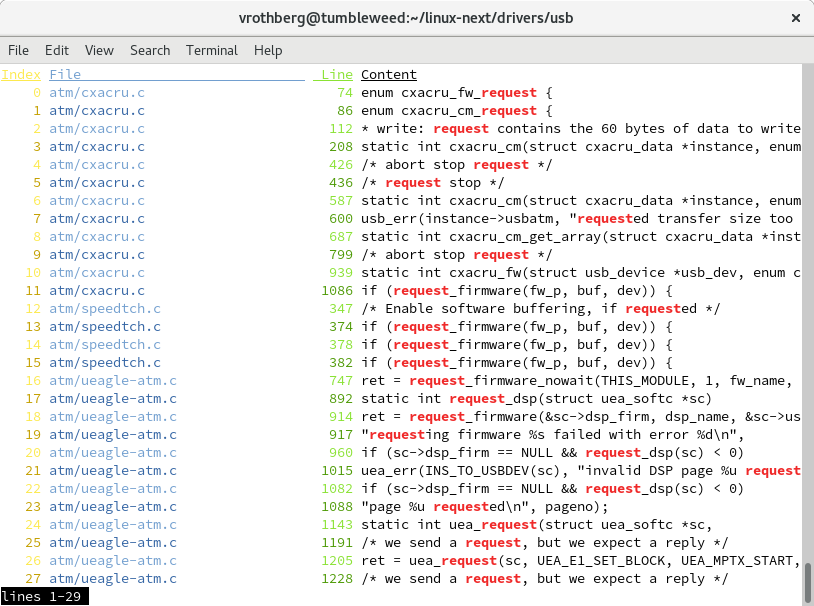 vrothberg@tumbleweed:~/linux-next/drivers/usb ×
File Edit View Search Terminal Help
Index File Line Content
0 atm/cxacru.c 74 enum cxacru_fw_request {
1 atm/cxacru.c 86 enum cxacru_cm_request {
2 atm/cxacru.c 112 * write: request contains the 60 bytes of data to write
3 atm/cxacru.c 208 static int cxacru_cm(struct cxacru_data *instance, enum
4 atm/cxacru.c 426 /* abort stop request */
5 atm/cxacru.c 436 /* request stop */
6 atm/cxacru.c 587 static int cxacru_cm(struct cxacru_data *instance, enum
7 atm/cxacru.c 600 usb_err(instance->usbatm, "requested transfer size too
8 atm/cxacru.c 687 static int cxacru_cm_get_array(struct cxacru_data *inst
9 atm/cxacru.c 799 /* abort stop request */
10 atm/cxacru.c 939 static int cxacru_fw(struct usb_device *usb_dev, enum c
11 atm/cxacru.c 1086 if (request_firmware(fw_p, buf, dev)) {
12 atm/speedtch.c 347 /* Enable software buffering, if requested */
13 atm/speedtch.c 374 if (request_firmware(fw_p, buf, dev)) {
14 atm/speedtch.c 378 if (request_firmware(fw_p, buf, dev)) {
15 atm/speedtch.c 382 if (request_firmware(fw_p, buf, dev)) {
16 atm/ueagle-atm.c 747 ret = request_firmware_nowait(THIS_MODULE, 1, fw_name,
17 atm/ueagle-atm.c 892 static int request_dsp(struct uea_softc *sc)
18 atm/ueagle-atm.c 914 ret = request_firmware(&sc->dsp_firm, dsp_name, &sc->us
19 atm/ueagle-atm.c 917 "requesting firmware %s failed with error %d\n",
20 atm/ueagle-atm.c 960 if (sc->dsp_firm == NULL && request_dsp(sc) < 0)
21 atm/ueagle-atm.c 1015 uea_err(INS_TO_USBDEV(sc), "invalid DSP page %u request
22 atm/ueagle-atm.c 1082 if (sc->dsp_firm == NULL && request_dsp(sc) < 0)
23 atm/ueagle-atm.c 1088 "page %u requested\n", pageno);
24 atm/ueagle-atm.c 1143 static int uea_request(struct uea_softc *sc,
25 atm/ueagle-atm.c 1191 /* we send a request, but we expect a reply */
26 atm/ueagle-atm.c 1205 ret = uea_request(sc, UEA_E1_SET_BLOCK, UEA_MPTX_START,
27 atm/ueagle-atm.c 1228 /* we send a request, but we expect a reply */
lines 1-29